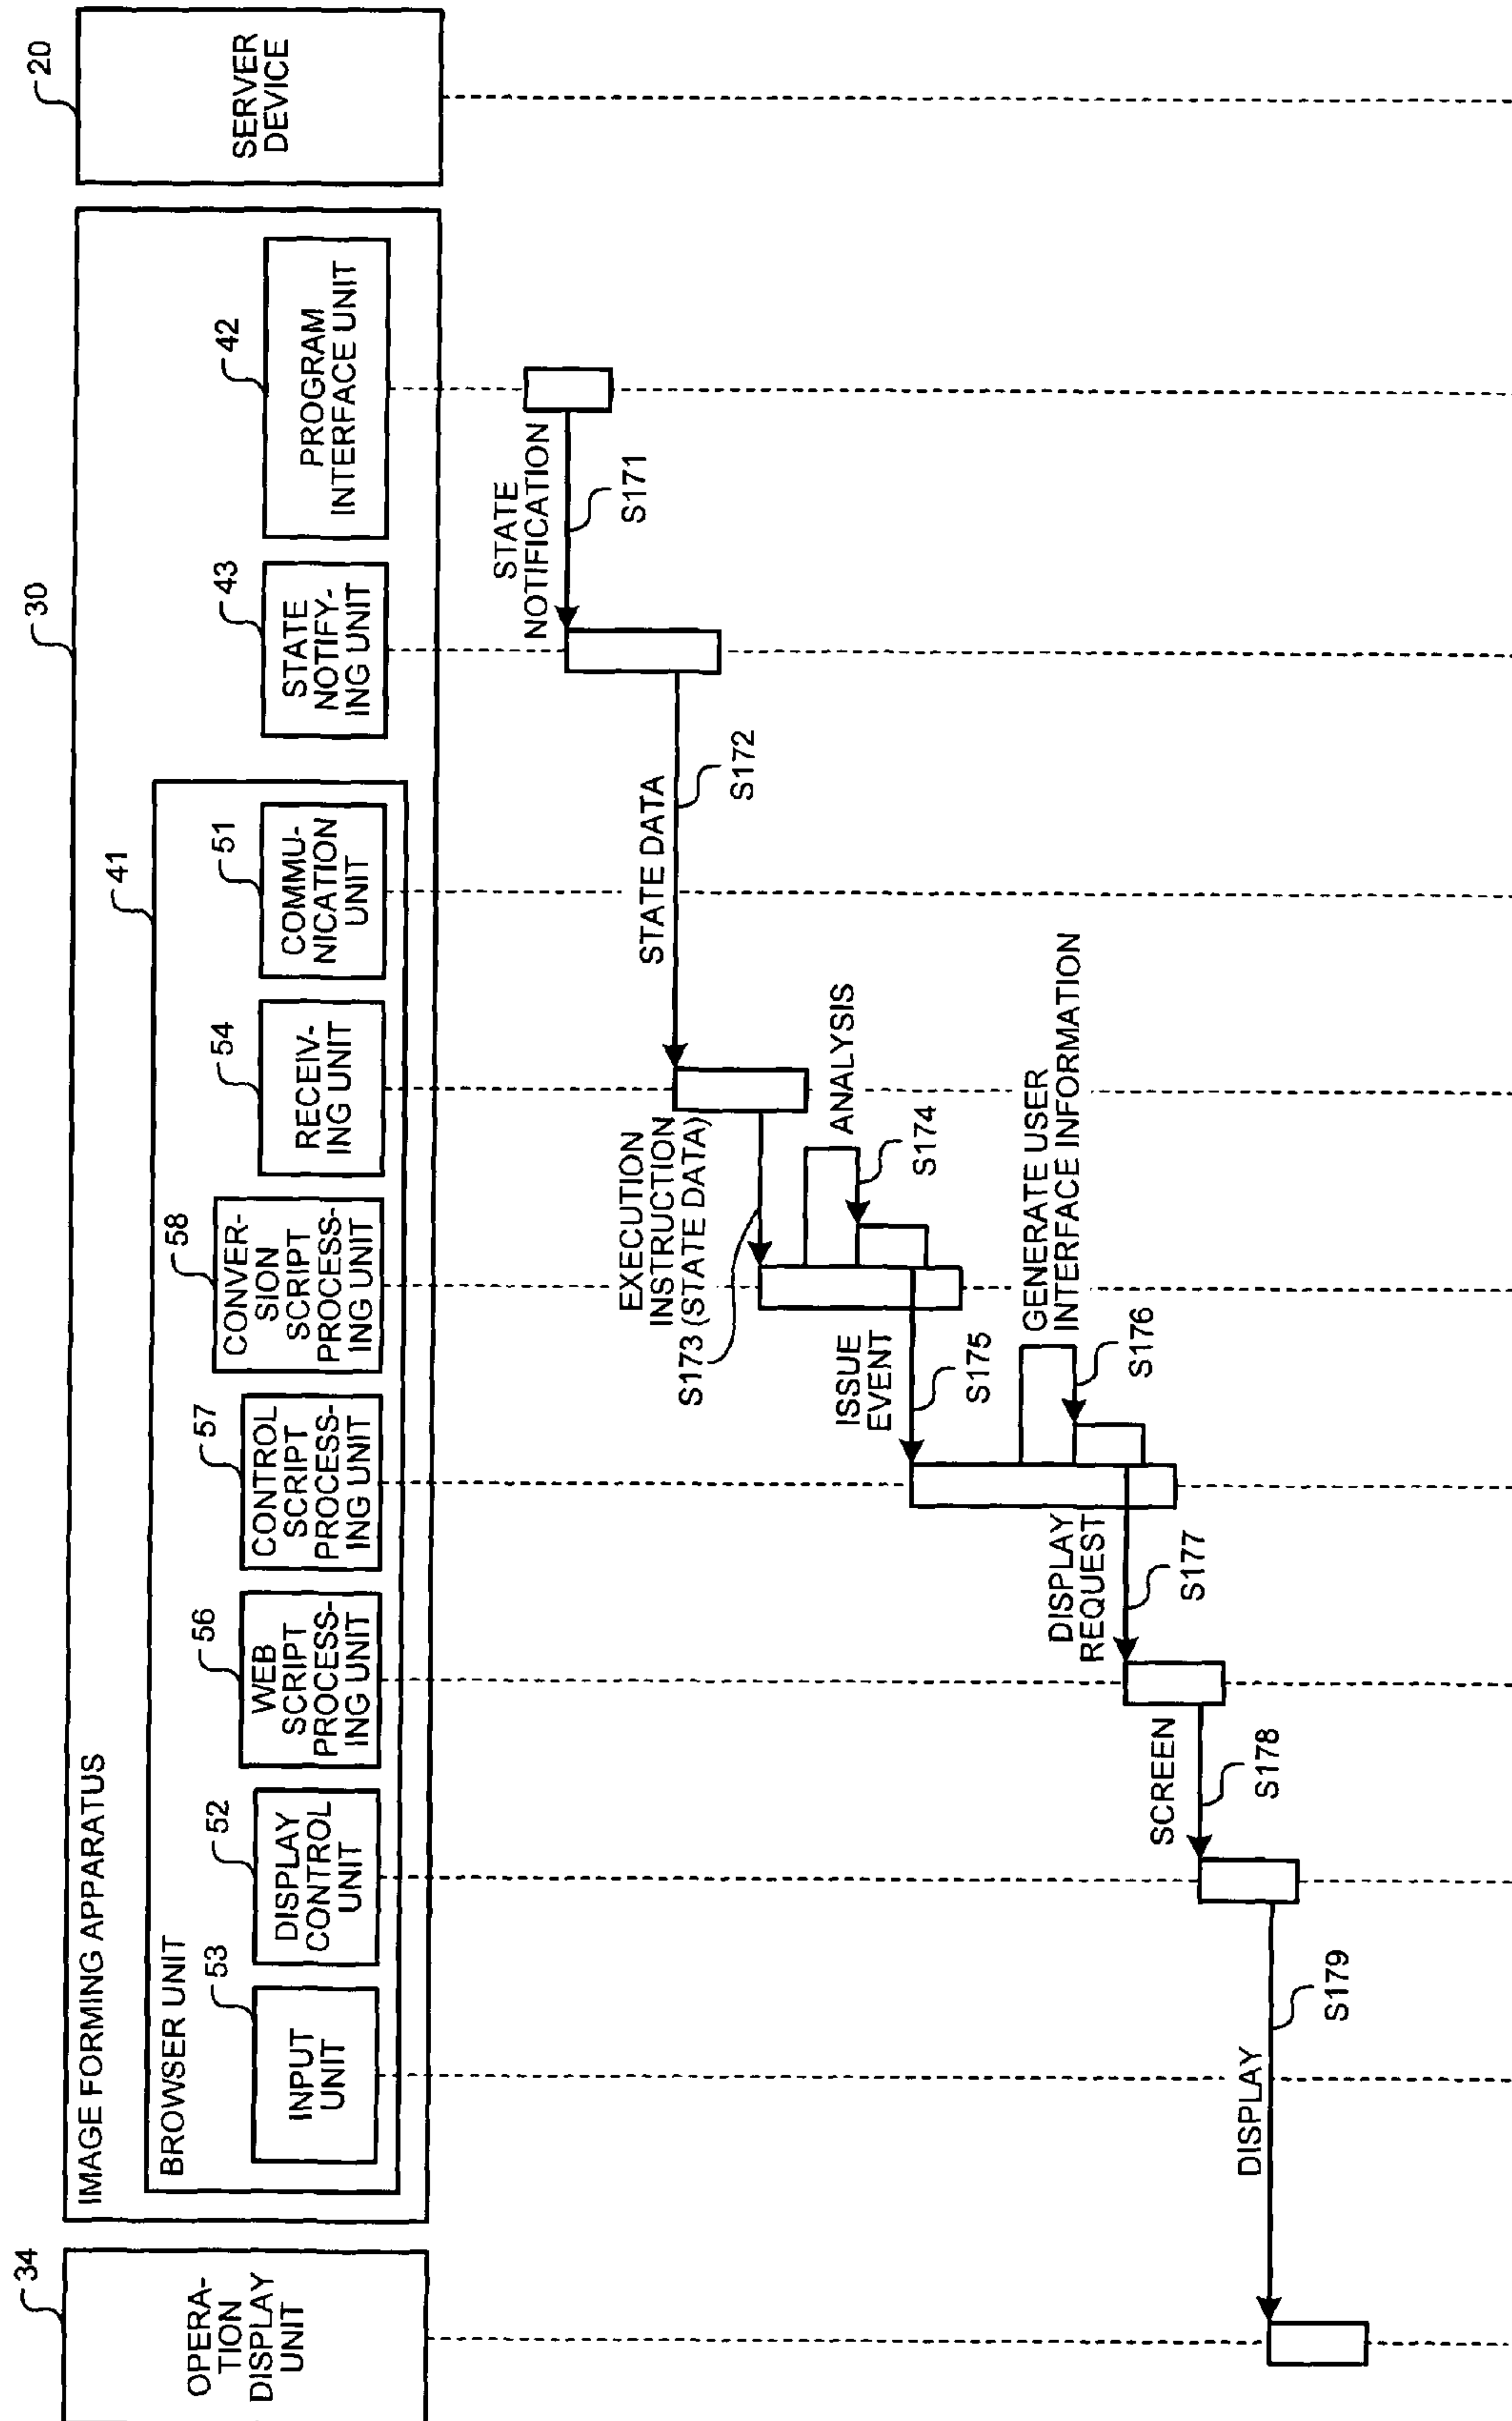 34
OPERA-
TION
DISPLAY
UNIT
30
IMAGE FORMING APPARATUS
41
BROWSER UNIT
53
INPUT
UNIT
52
DISPLAY
CONTROL
UNIT
56
WEB
SCRIPT
PROCESS-
ING UNIT
57
CONTROL
SCRIPT
PROCESS-
ING UNIT
58
CONVER-
SION
SCRIPT
PROCESS-
ING UNIT
54
RECEIV-
ING UNIT
51
COMMU-
NICATION
UNIT
43
STATE
NOTIFY-
ING UNIT
42
PROGRAM
INTERFACE UNIT
20
SERVER
DEVICE
STATE
NOTIFICATION
S171
STATE DATA
S172
EXECUTION
INSTRUCTION
S173 (STATE DATA)
ANALYSIS
S174
ISSUE
EVENT
S175
GENERATE USER
INTERFACE INFORMATION
S176
DISPLAY
REQUEST
S177
SCREEN
S178
DISPLAY
S179